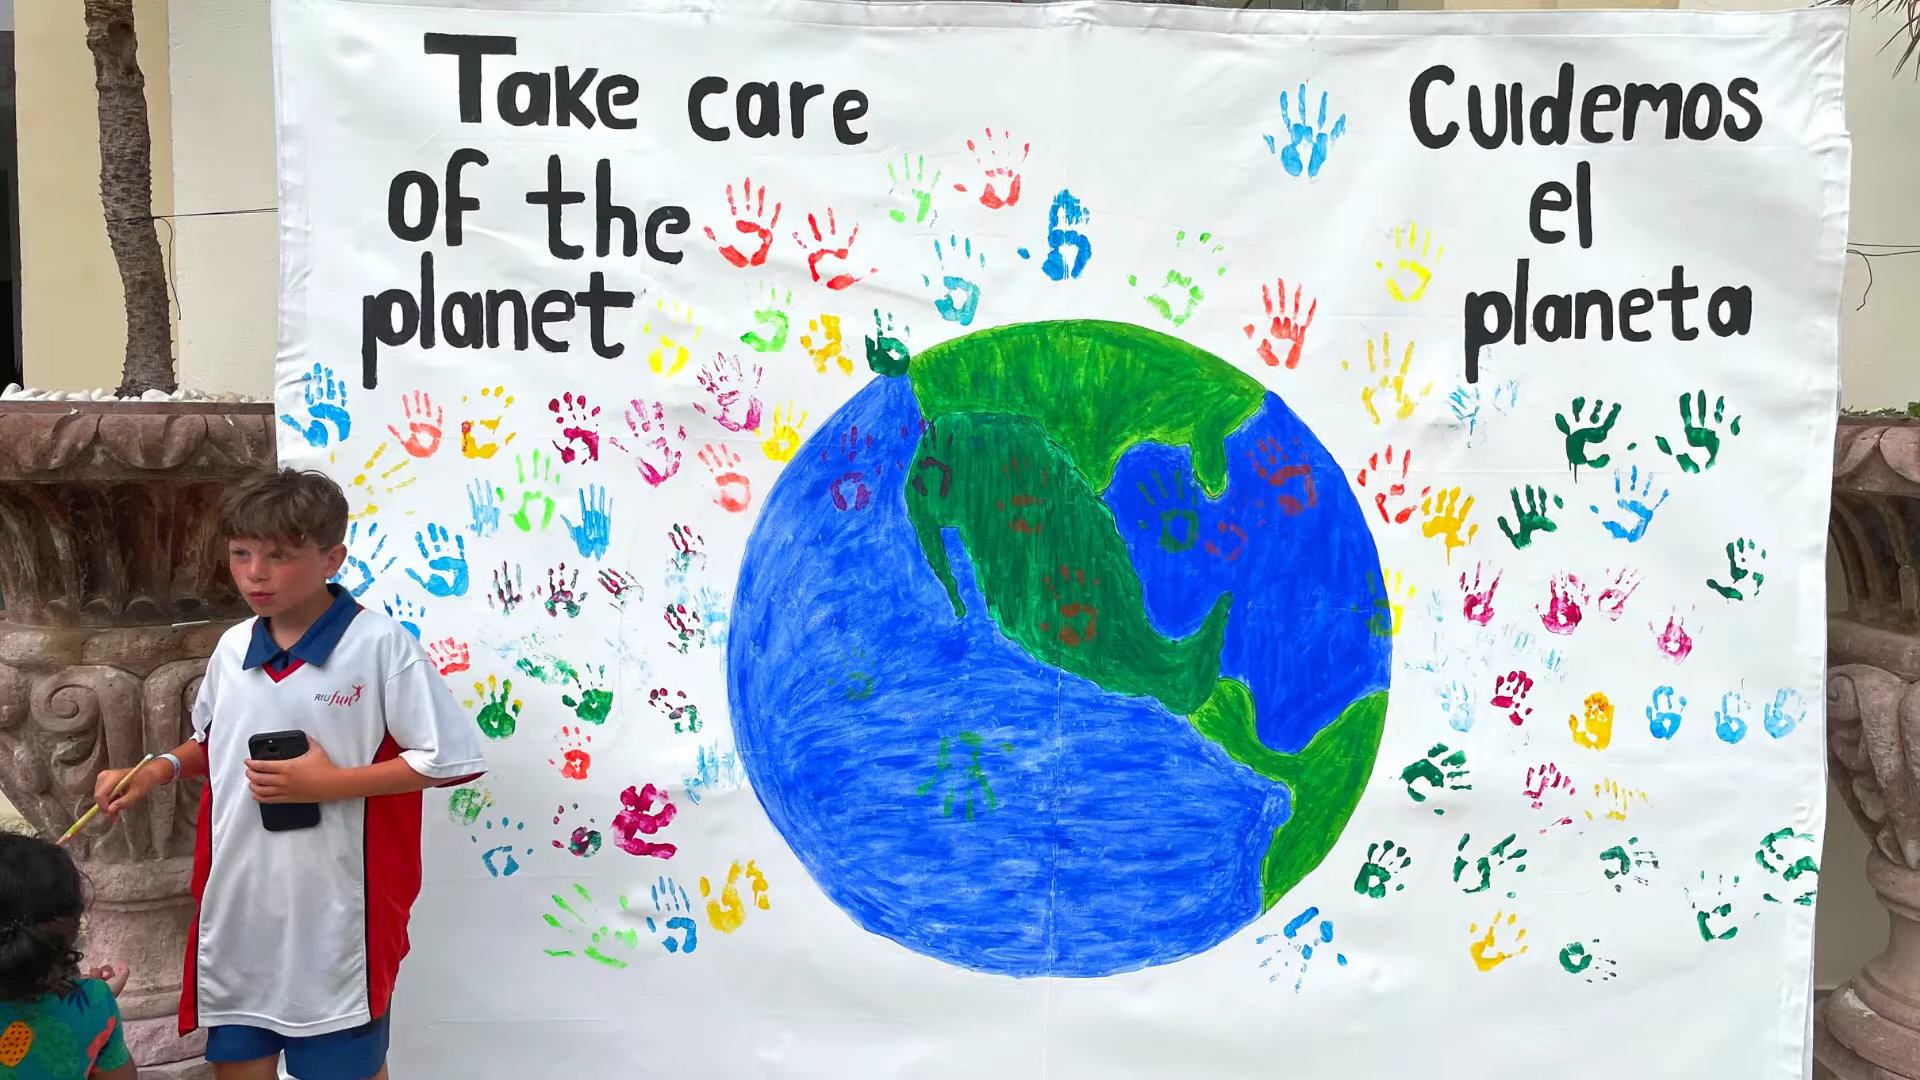 Take care
of the
planet
Cuidemos
el
planeta
RIU fun